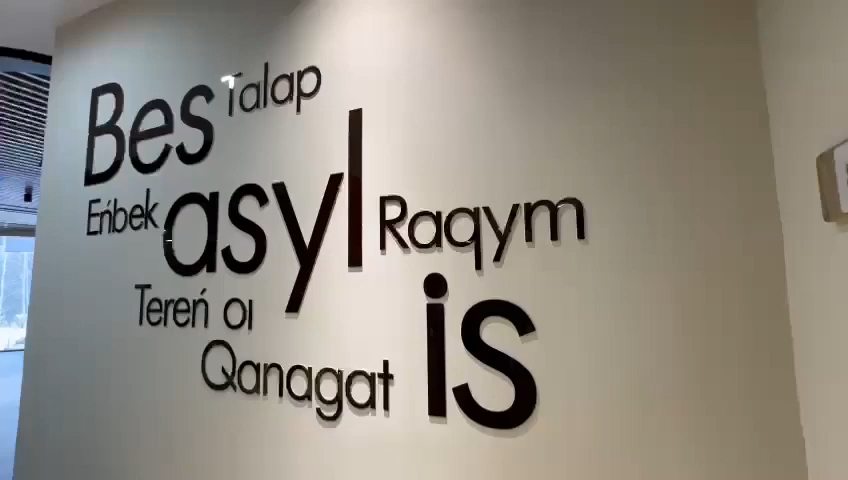 Bes Talap
Eńbek asyl Raqym
Tereń oı
is
Qanagat